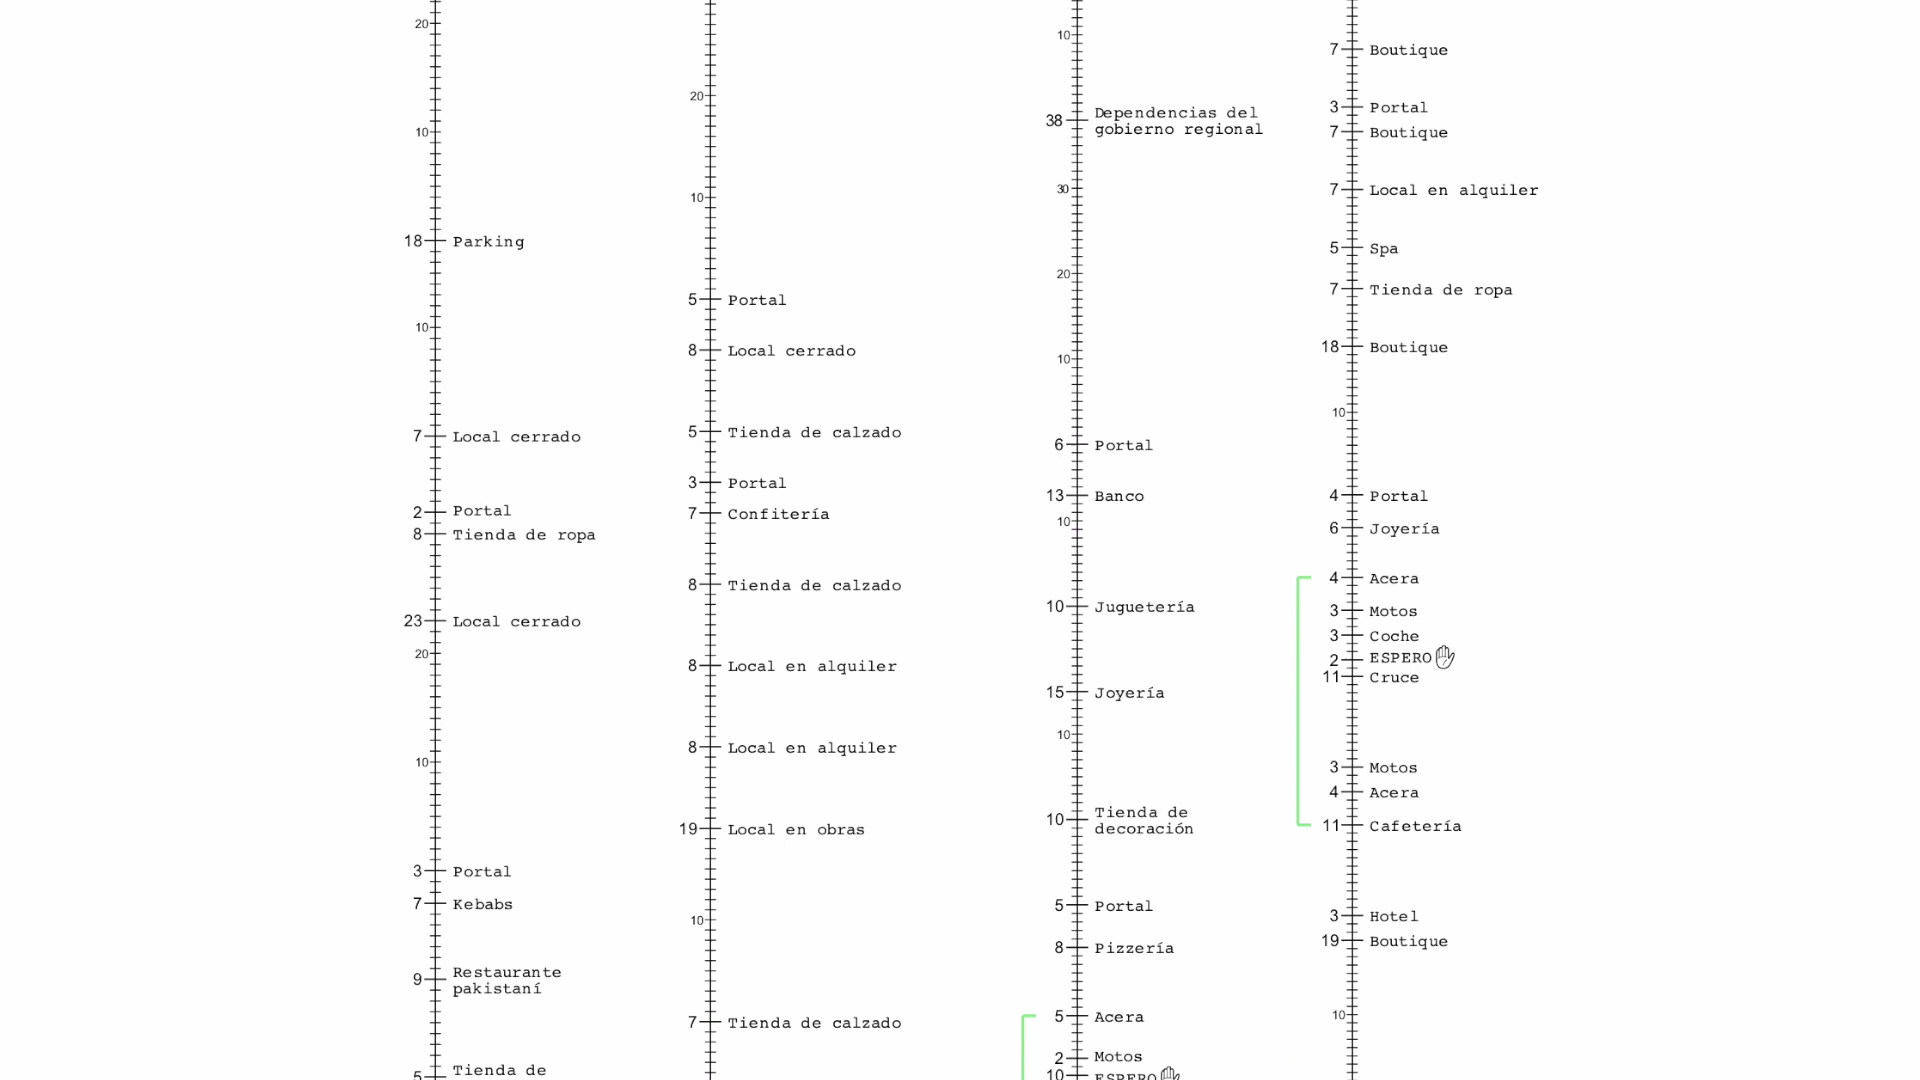 20
10
18 Parking
10
7 Local cerrado
2 Portal
8 Tienda de ropa
23 Local cerrado
20
10
3 Portal
7 Kebabs
9 Restaurante
pakistaní
5 Tienda de
20
10
5 Portal
8 Local cerrado
5 Tienda de calzado
3 Portal
7 Confitería
8 Tienda de calzado
8 Local en alquiler
8 Local en alquiler
19 Local en obras
10
7 Tienda de calzado
10
38 Dependencias del
gobierno regional
30
20
10
6 Portal
13 Banco
10
10 Juguetería
15 Joyería
10
10 Tienda de
decoración
5 Portal
8 Pizzería
5 Acera
2 Motos
10 ESPERO
7 Boutique
3 Portal
7 Boutique
7 Local en alquiler
5 Spa
7 Tienda de ropa
18 Boutique
10
4 Portal
6 Joyería
4 Acera
3 Motos
3 Coche
2 ESPERO
11 Cruce
3 Motos
4 Acera
11 Cafetería
3 Hotel
19 Boutique
10